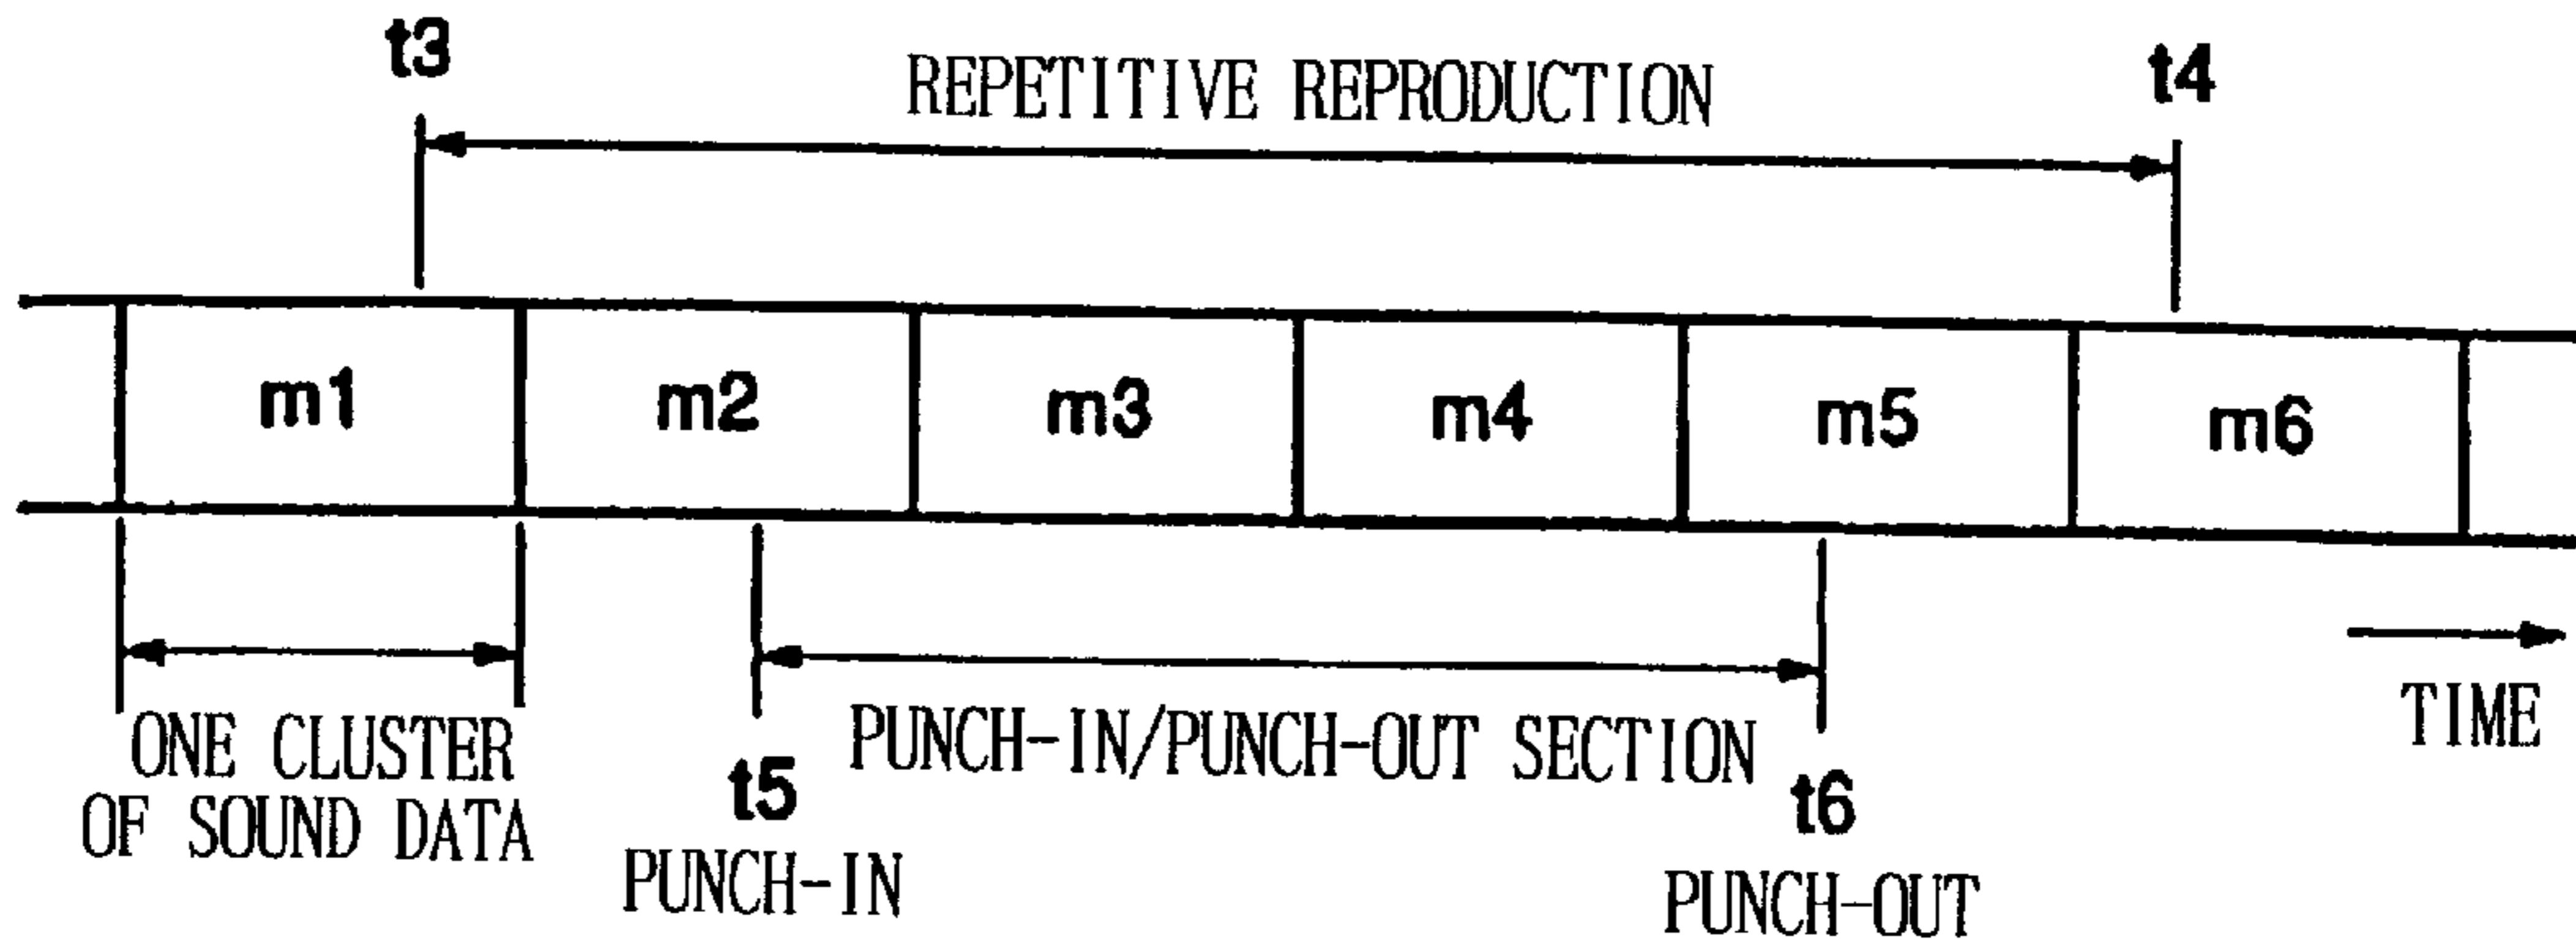 t3
REPETITIVE REPRODUCTION
t4
m1 m2 m3 m4 m5 m6
ONE CLUSTER
OF SOUND DATA
t5
PUNCH-IN
PUNCH-IN/PUNCH-OUT SECTION
t6
PUNCH-OUT
TIME